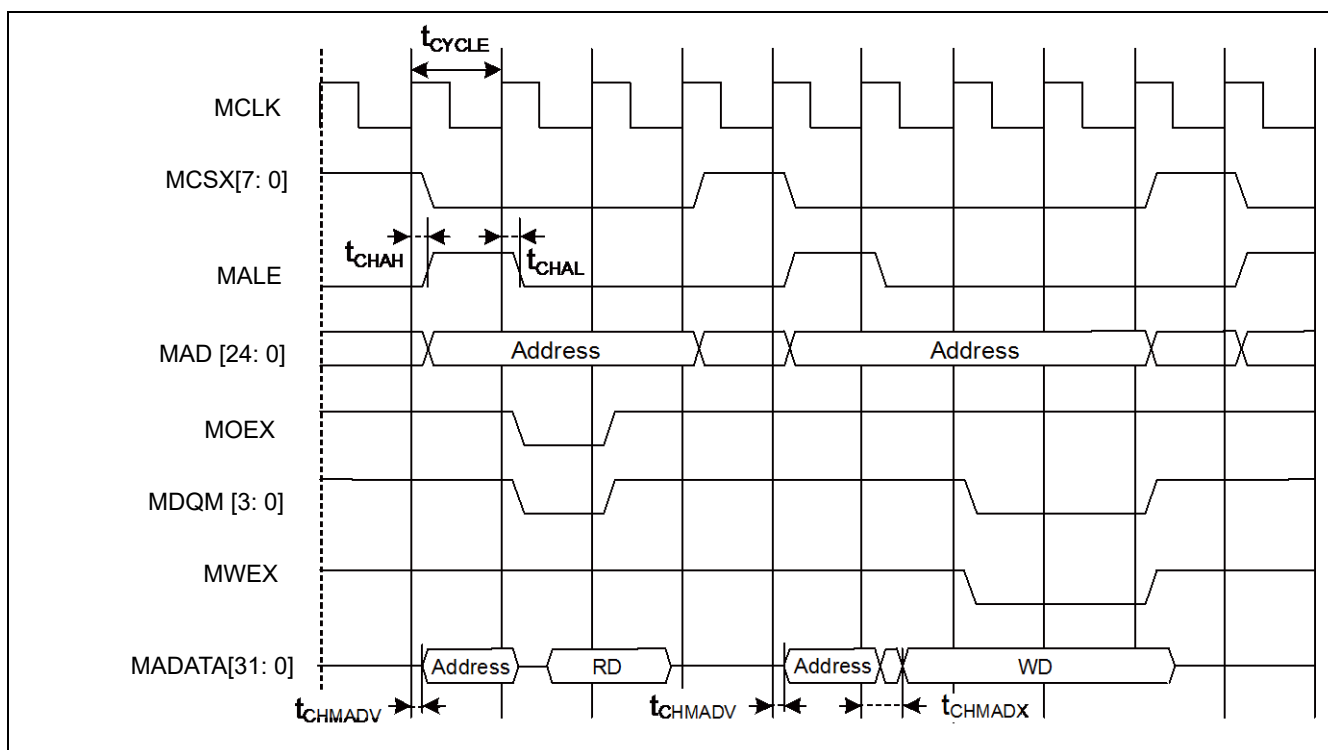 tCYCLE
MCLK
MCSX[7: 0]
tCHAH
tCHAL
MALE
MAD [24: 0]
Address
Address
MOEX
MDQM [3: 0]
MWEX
MADATA[31: 0]
Address
RD
Address
WD
tCHMADV
tCHMADV
tCHMADX